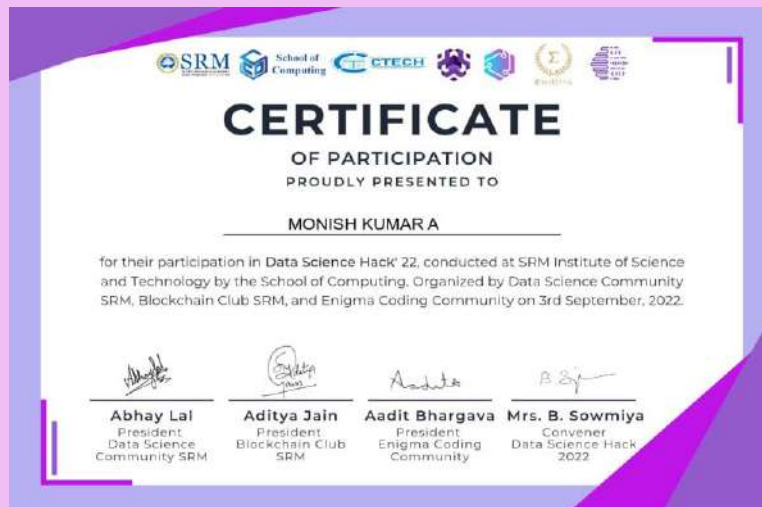 SRM
School of
Computing
CTECH
CERTIFICATE
OF PARTICIPATION
PROUDLY PRESENTED TO
MONISH KUMAR A
for their participation in Data Science Hack' 22, conducted at SRM Institute of Science
and Technology by the School of Computing, Organized by Data Science Community
SRM, Blockchain Club SRM, and Enigma Coding Community on 3rd September, 2022.
Abhay Lal
President
Data Science
Community SRM
Aditya Jain
President
Blockchain Club
SRM
Aadit Bhargava
President
Enigma Coding
Community
Mrs. B. Sowmiya
Convener
Data Science Hack
2022